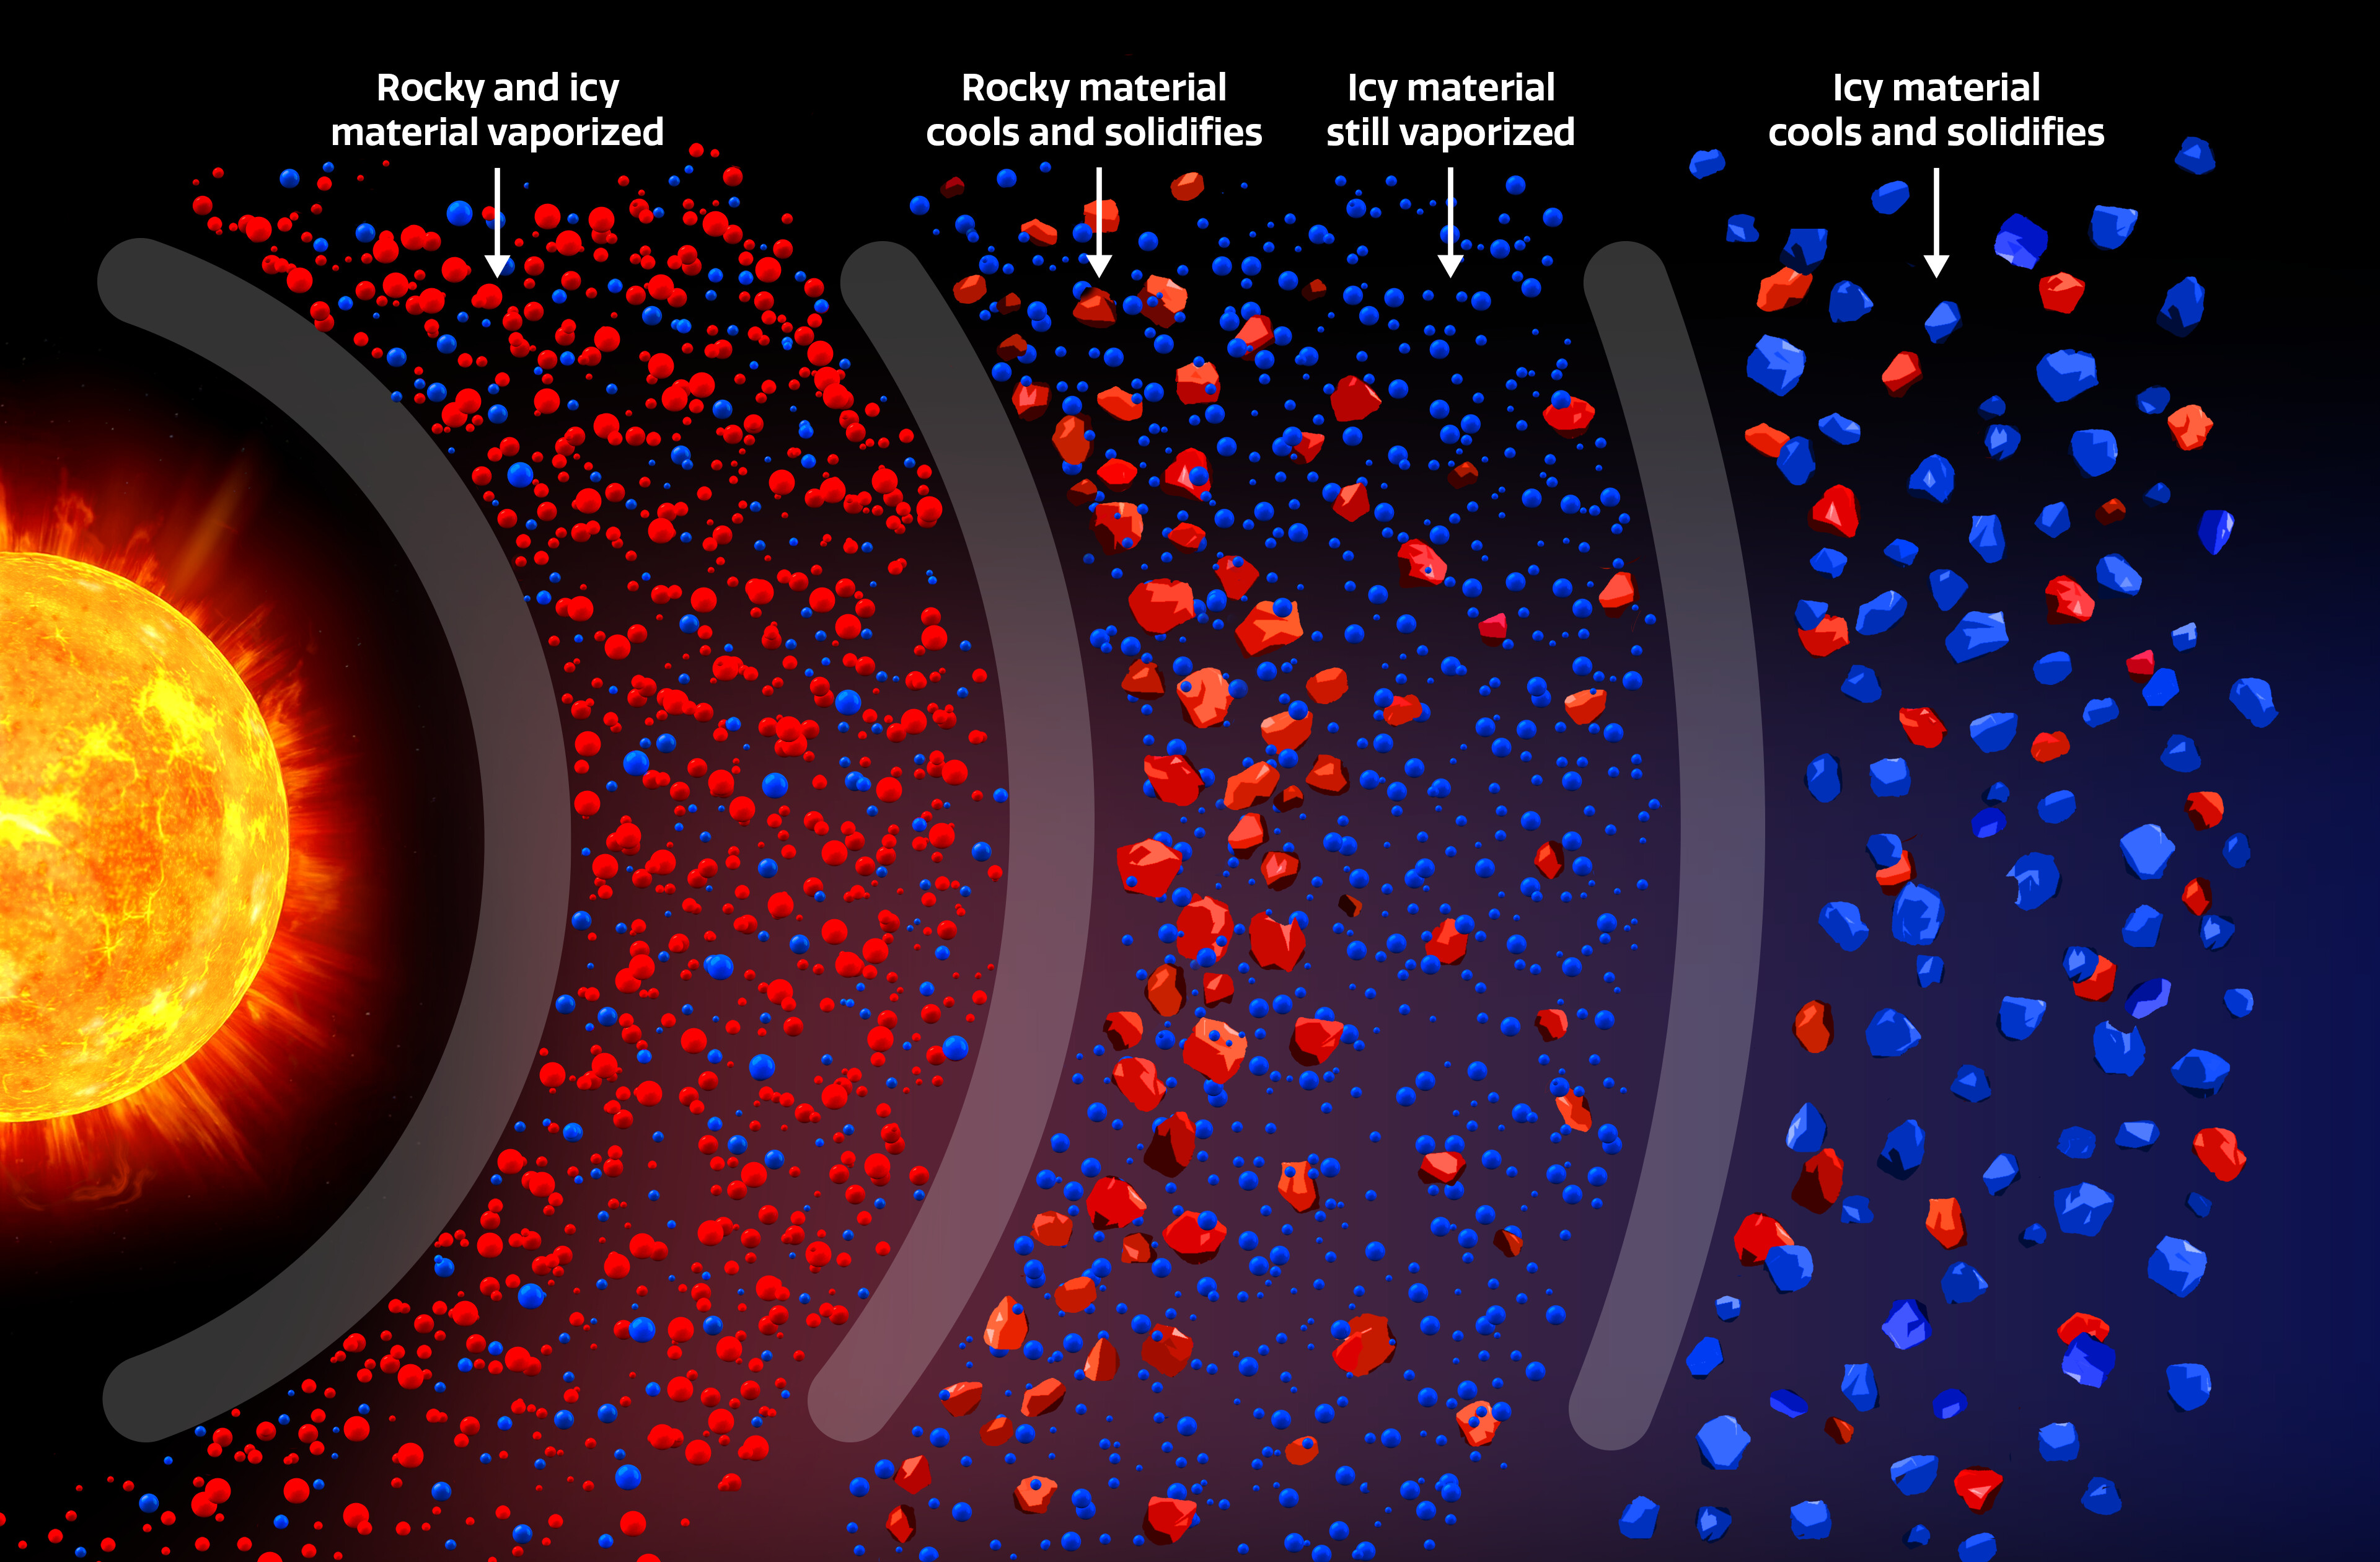 Rocky and icy
material vaporized
Rocky material
cools and solidifies
Icy material
still vaporized
Icy material
cools and solidifies